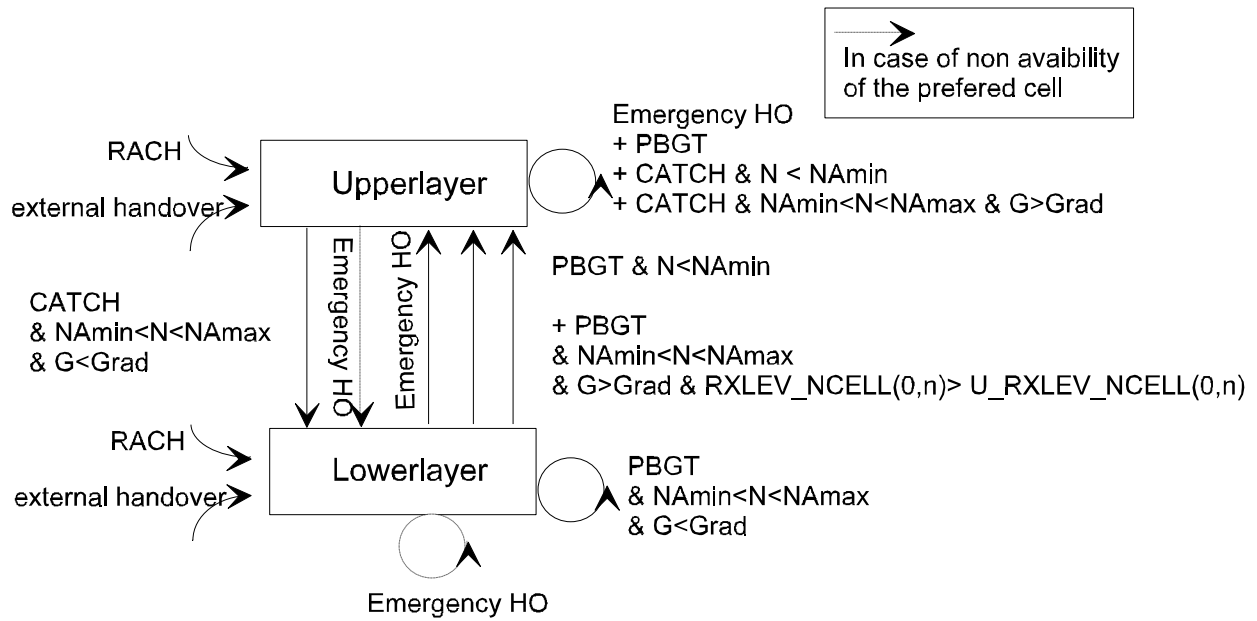 In case of non avaibility
of the prefered cell
Emergency HO
+ PBGT
+ CATCH & N < NAmin
+ CATCH & NAmin<N<NAmax & G>Grad
RACH
Upperlayer
external handover
Emergency HO
Emergency HO
PBGT & N<NAmin
CATCH
& NAmin<N<NAmax
& G<Grad
+ PBGT
& NAmin<N<NAmax
& G>Grad & RXLEV_NCELL(0,n)> U_RXLEV_NCELL(0,n)
RACH
Lowerlayer
external handover
PBGT
& NAmin<N<NAmax
& G<Grad
Emergency HO